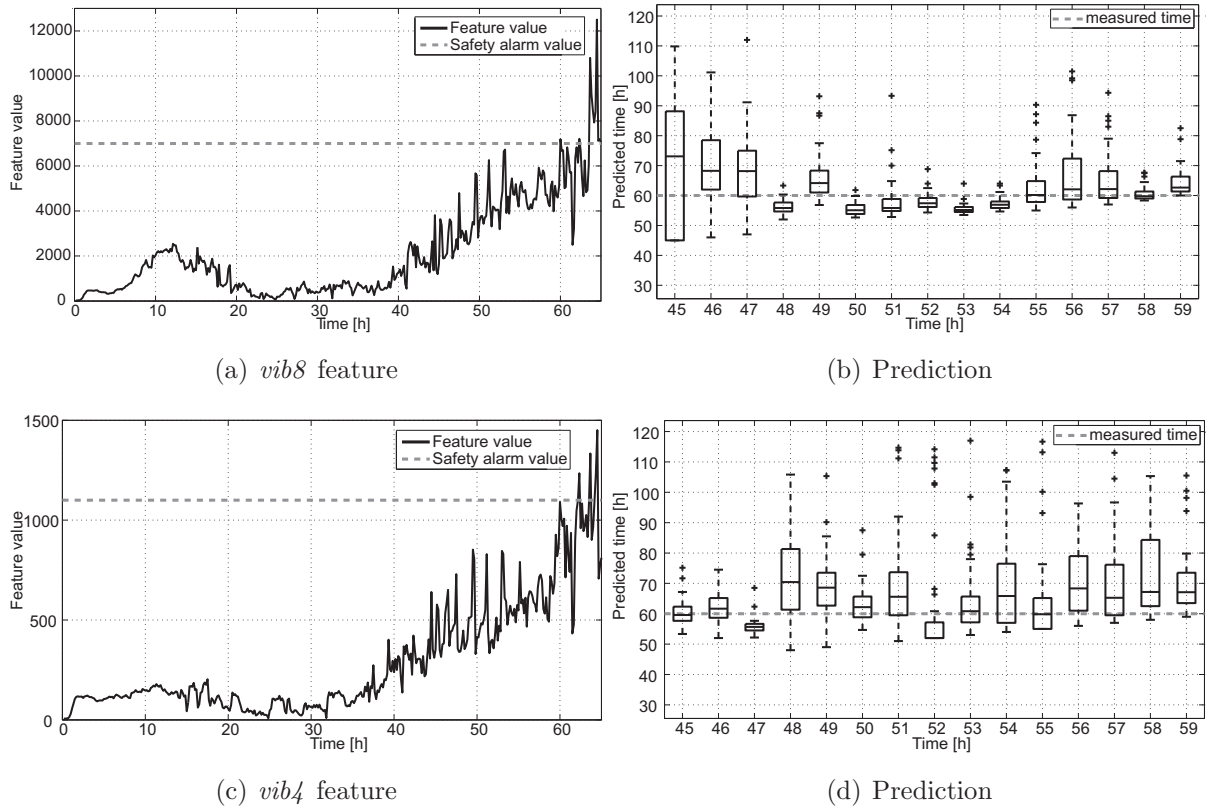 Feature value
Safety alarm value
12000
10000
8000
6000
4000
2000
0
Feature value
0 10 20 30 40 50 60
Time [h]
(a) vib8 feature
measured time
120
110
100
90
80
70
60
50
40
30
Predicted time [h]
45 46 47 48 49 50 51 52 53 54 55 56 57 58 59
Time [h]
(b) Prediction
Feature value
Safety alarm value
1500
1000
500
0
Feature value
0 10 20 30 40 50 60
Time [h]
(c) vib4 feature
measured time
120
110
100
90
80
70
60
50
40
30
Predicted time [h]
45 46 47 48 49 50 51 52 53 54 55 56 57 58 59
Time [h]
(d) Prediction